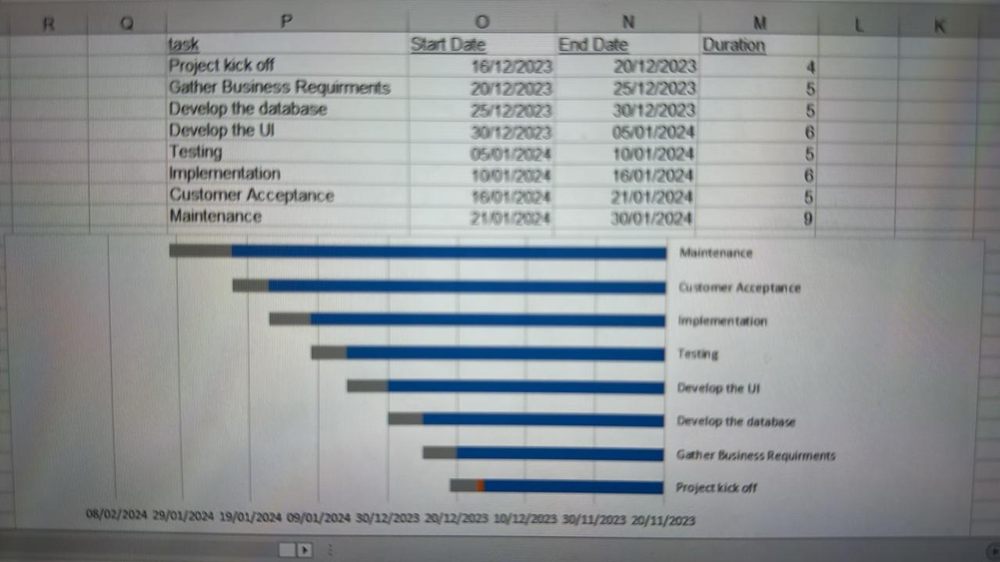 R Q P O N M L K
task Start Date End Date Duration
Project kick off 16/12/2023 20/12/2023 4
Gather Business Requirments 20/12/2023 25/12/2023 5
Develop the database 25/12/2023 30/12/2023 5
Develop the UI 30/12/2023 05/01/2024 6
Testing 05/01/2024 10/01/2024 5
Implementation 10/01/2024 16/01/2024 6
Customer Acceptance 16/01/2024 21/01/2024 5
Maintenance 21/01/2024 30/01/2024 9
Maintenance
Customer Acceptance
Implementation
Testing
Develop the UI
Develop the database
Gather Business Requirments
Project kick off
08/02/2024 29/01/2024 19/01/2024 09/01/2024 30/12/2023 20/12/2023 10/12/2023 30/11/2023 20/11/2023